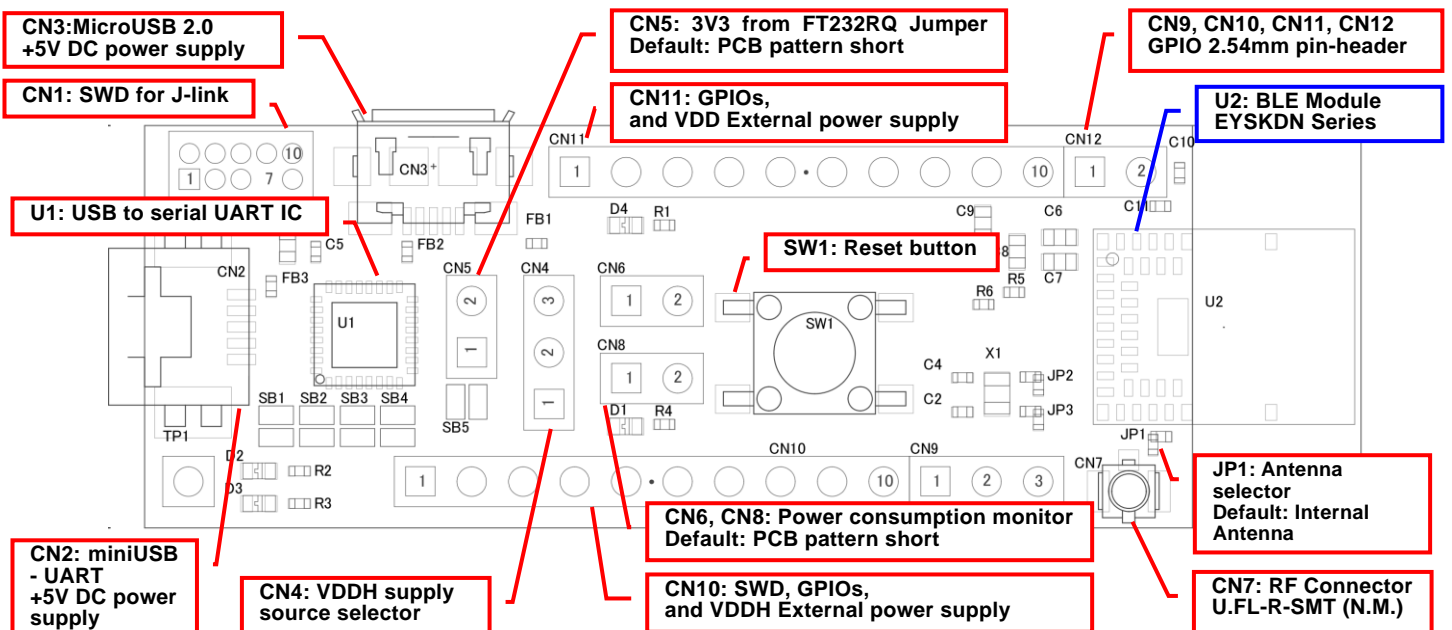 CN3:MicroUSB 2.0
+5V DC power supply
CN5: 3V3 from FT232RQ Jumper
Default: PCB pattern short
CN9, CN10, CN11, CN12
GPIO 2.54mm pin-header
CN1: SWD for J-link
CN11: GPIOs,
and VDD External power supply
U2: BLE Module
EYSKDN Series
10
1 7
CN3
CN11
1 10
CN12
1 2
C10
U1: USB to serial UART IC
FB1
D4 R1
C9 C6
C11
C5
FB2
SW1: Reset button
8
CN2
FB3
CN5
CN4
CN6
C7
R5
R6
2
3
1 2
U1
SW1
U2
1
2
CN8
1 2
C4
X1
JP2
SB1 SB2 SB3 SB4
1
C2
JP3
D1 R4
TP1
SB5
JP1
D2
R2
CN10
CN9
CN7
1 10
1 2 3
D3
R3
JP1: Antenna
selector
Default: Internal
Antenna
CN6, CN8: Power consumption monitor
Default: PCB pattern short
CN2: miniUSB
- UART
+5V DC power
supply
CN4: VDDH supply
source selector
CN10: SWD, GPIOs,
and VDDH External power supply
CN7: RF Connector
U.FL-R-SMT (N.M.)